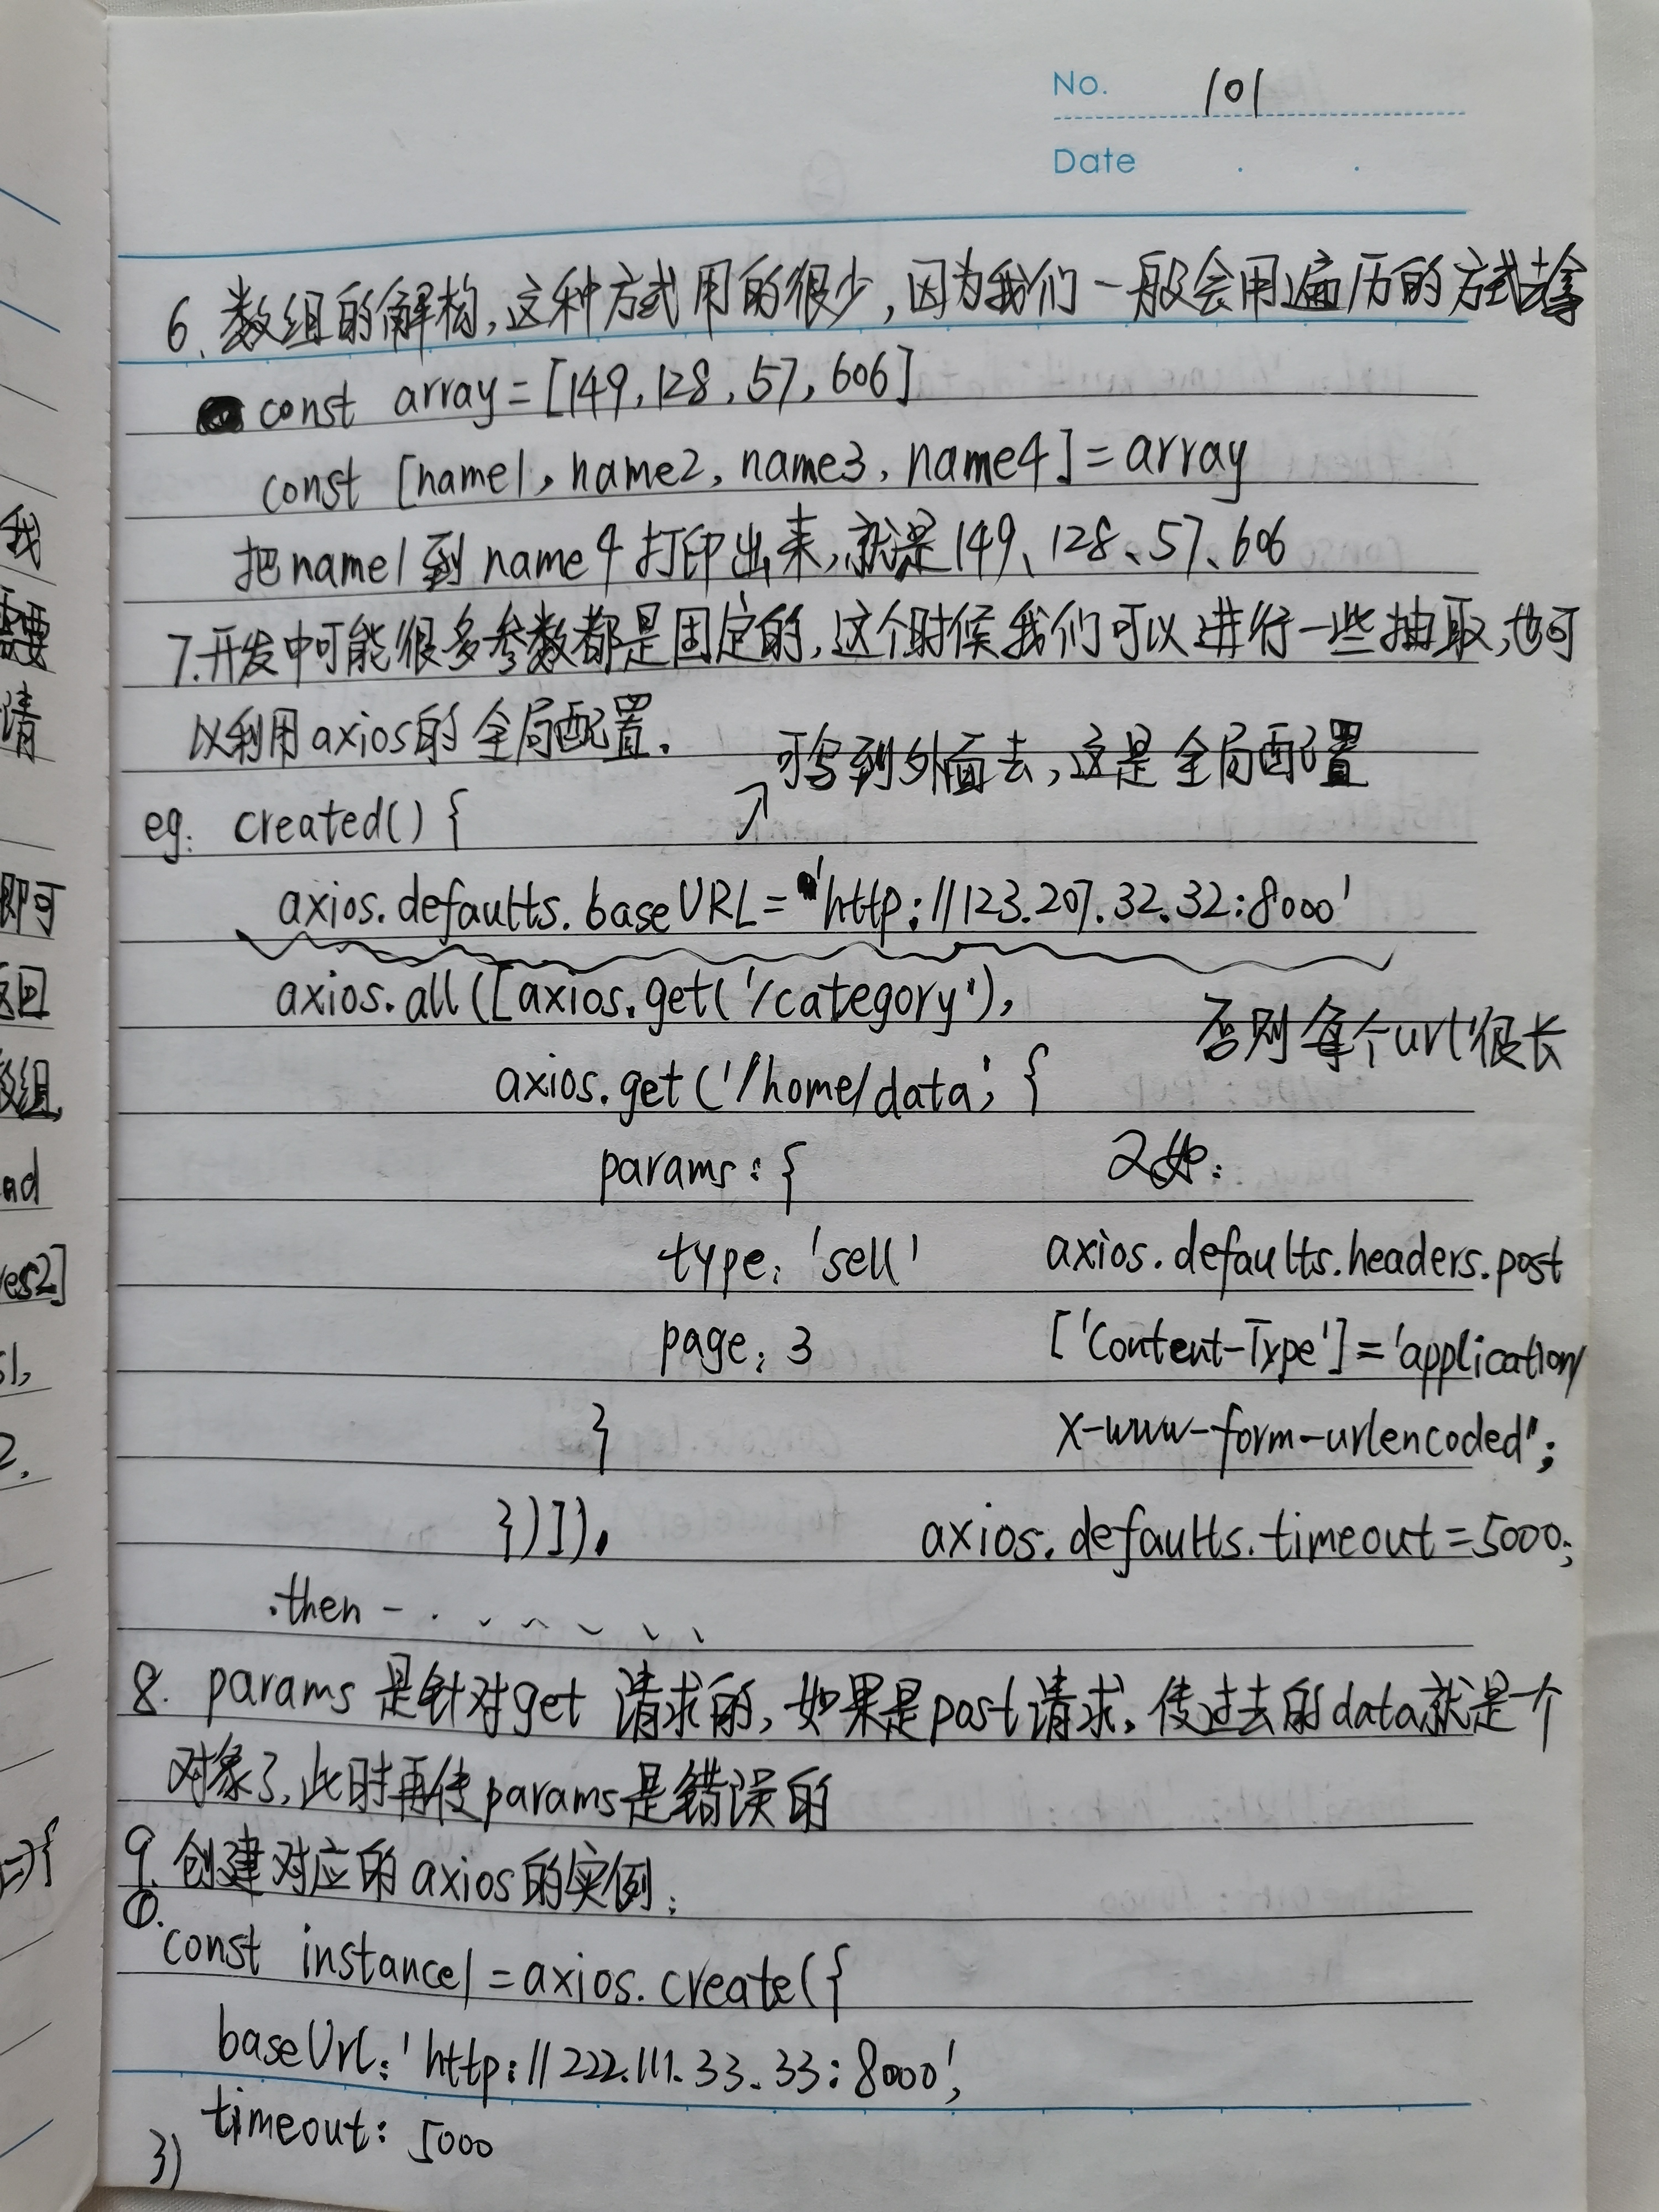 No. 101
Date
6、数组的解构,这种方式用的很少,因为我们一般会用遍历的方式去拿
const array=[149,128,57,606]
const [name1,name2,name3,name4]=array
把name1到name4打印出来,就是149、128、57、606
7.开发中可能很多参数都是固定的,这个时候我们可以进行一些抽取,也可
以利用axios的全局配置.
可写到外面去,这是全局配置
eg: created(){
axios.defaults.baseURL='http://123.207.32.32:8000'
axios.all([axios.get('/category'),
否则每个url很长
axios.get('/home/data',{
params:{
又如:
type:'sell'
axios.defaults.headers.post
page:3
['Content-Type']='application/
}
x-www-form-urlencoded";
})]).
axios.defaults.timeout=5000;
.then
8. params是针对get请求的,如果是post请求,传过去的data就是一个
对象了,此时再传params是错误的
9.创建对应的axios的实例:
①.
const instance1=axios.create({
baseUrl:'http://222.111.33.33:8000',
timeout:5000
})
我
需要
请
即可
返回
数组,
and
res2]
s1,
2,
=>{